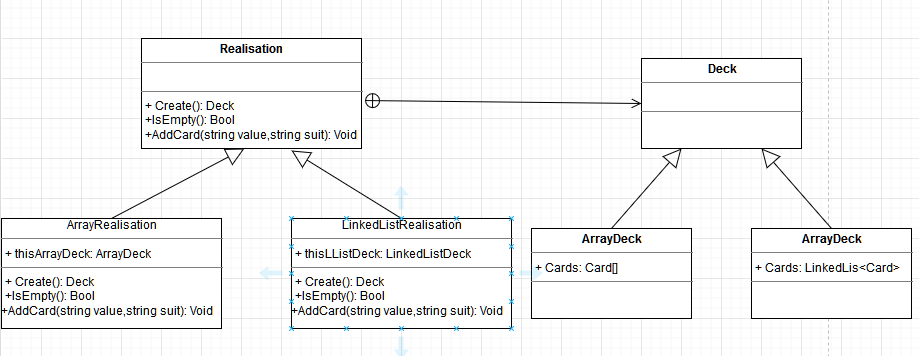 Realisation
+ Create(): Deck
+IsEmpty(): Bool
+AddCard(string value,string suit): Void
Deck
ArrayRealisation
+ thisArrayDeck: ArrayDeck
+ Create(): Deck
+IsEmpty(): Bool
+AddCard(string value,string suit): Void
LinkedListRealisation
+ thisLListDeck: LinkedListDeck
+ Create(): Deck
+IsEmpty(): Bool
+AddCard(string value,string suit): Void
ArrayDeck
+ Cards: Card[]
ArrayDeck
+ Cards: LinkedLis<Card>